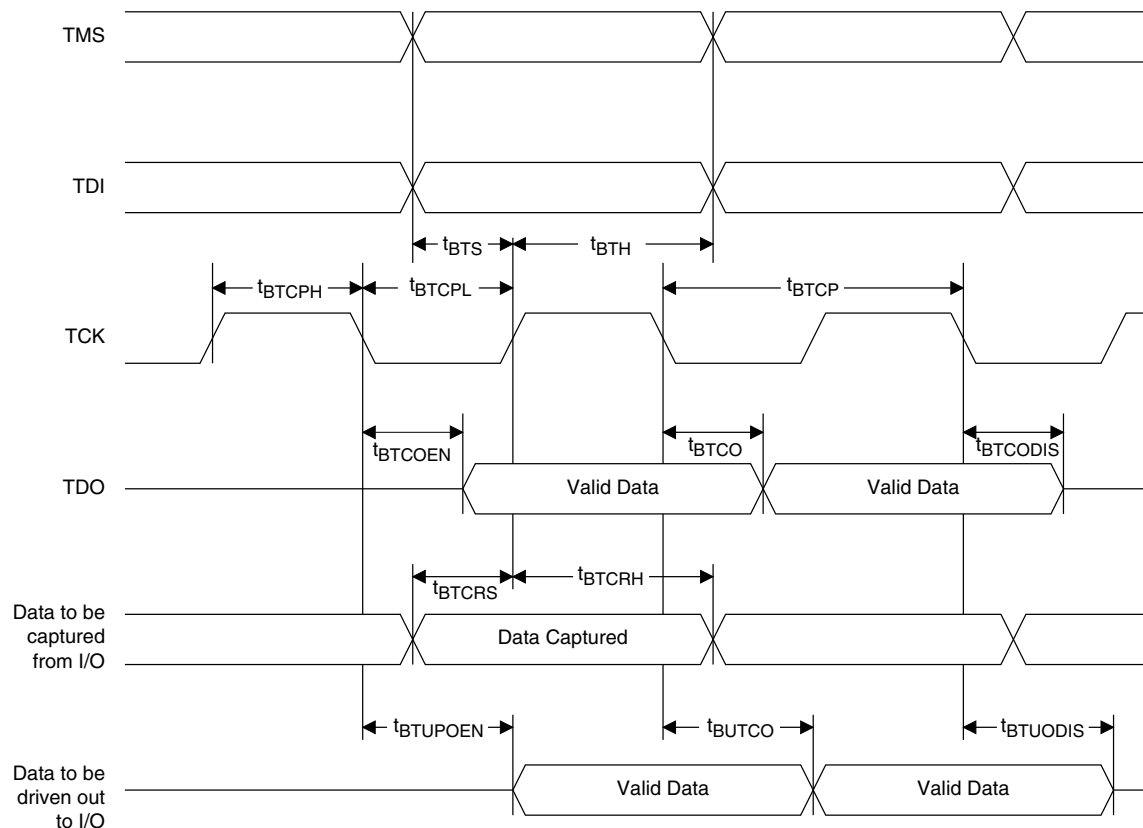 TMS
TDI
tBTS
tBTH
tBTCPH
tBTCPL
tBTCP
TCK
tBTCOEN
tBTCO
tBTCODIS
TDO
Valid Data
Valid Data
tBTCRS
tBTCRH
Data to be
captured
from I/O
Data Captured
tBTUPOEN
tBUTCO
tBTUODIS
Data to be
driven out
to I/O
Valid Data
Valid Data